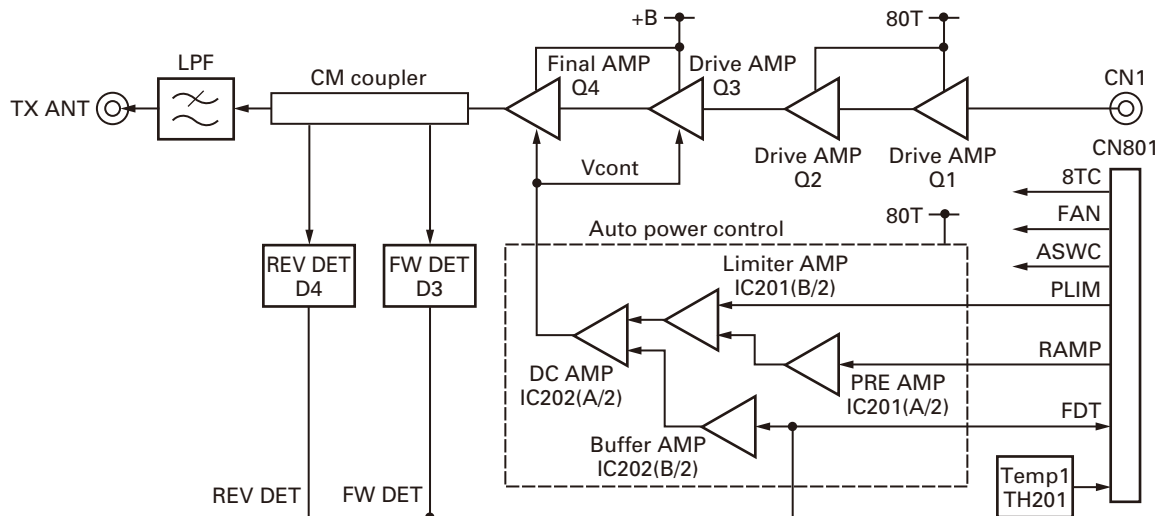 +B
80T
LPF
CM coupler
Final AMP
Q4
Drive AMP
Q3
CN1
TX ANT
Drive AMP
Q2
Drive AMP
Q1
CN801
Vcont
8TC
80T
FAN
Auto power control
ASWC
REV DET
D4
FW DET
D3
Limiter AMP
IC201(B/2)
PLIM
RAMP
DC AMP
IC202(A/2)
PRE AMP
IC201(A/2)
FDT
Buffer AMP
IC202(B/2)
Temp1
TH201
REV DET
FW DET